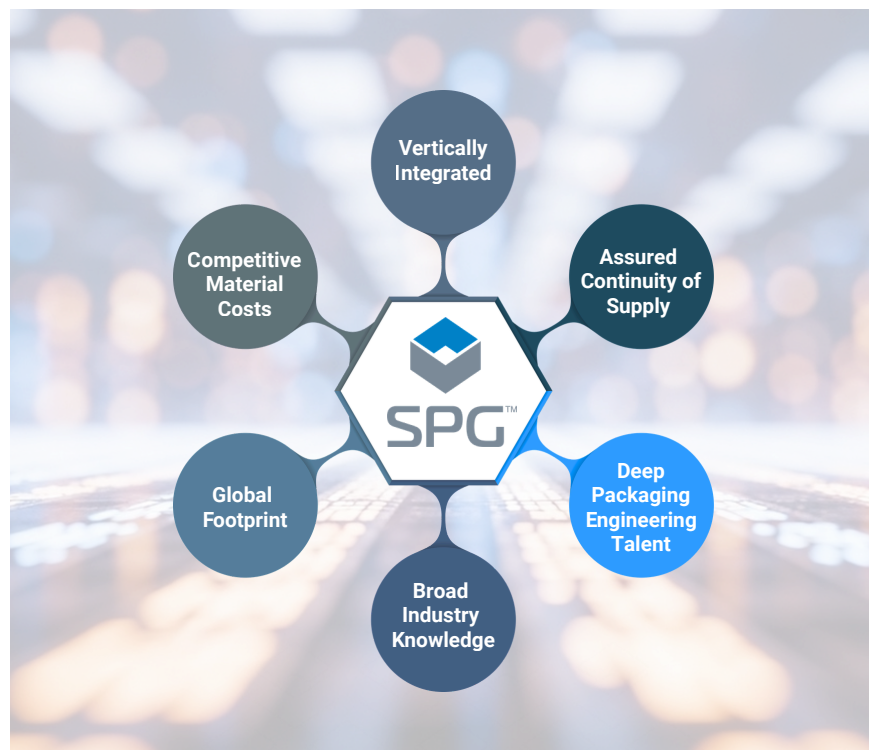 Vertically
Integrated
Assured
Continuity of
Supply
Deep
Packaging
Engineering
Talent
Broad
Industry
Knowledge
Global
Footprint
Competitive
Material
Costs
SPG™